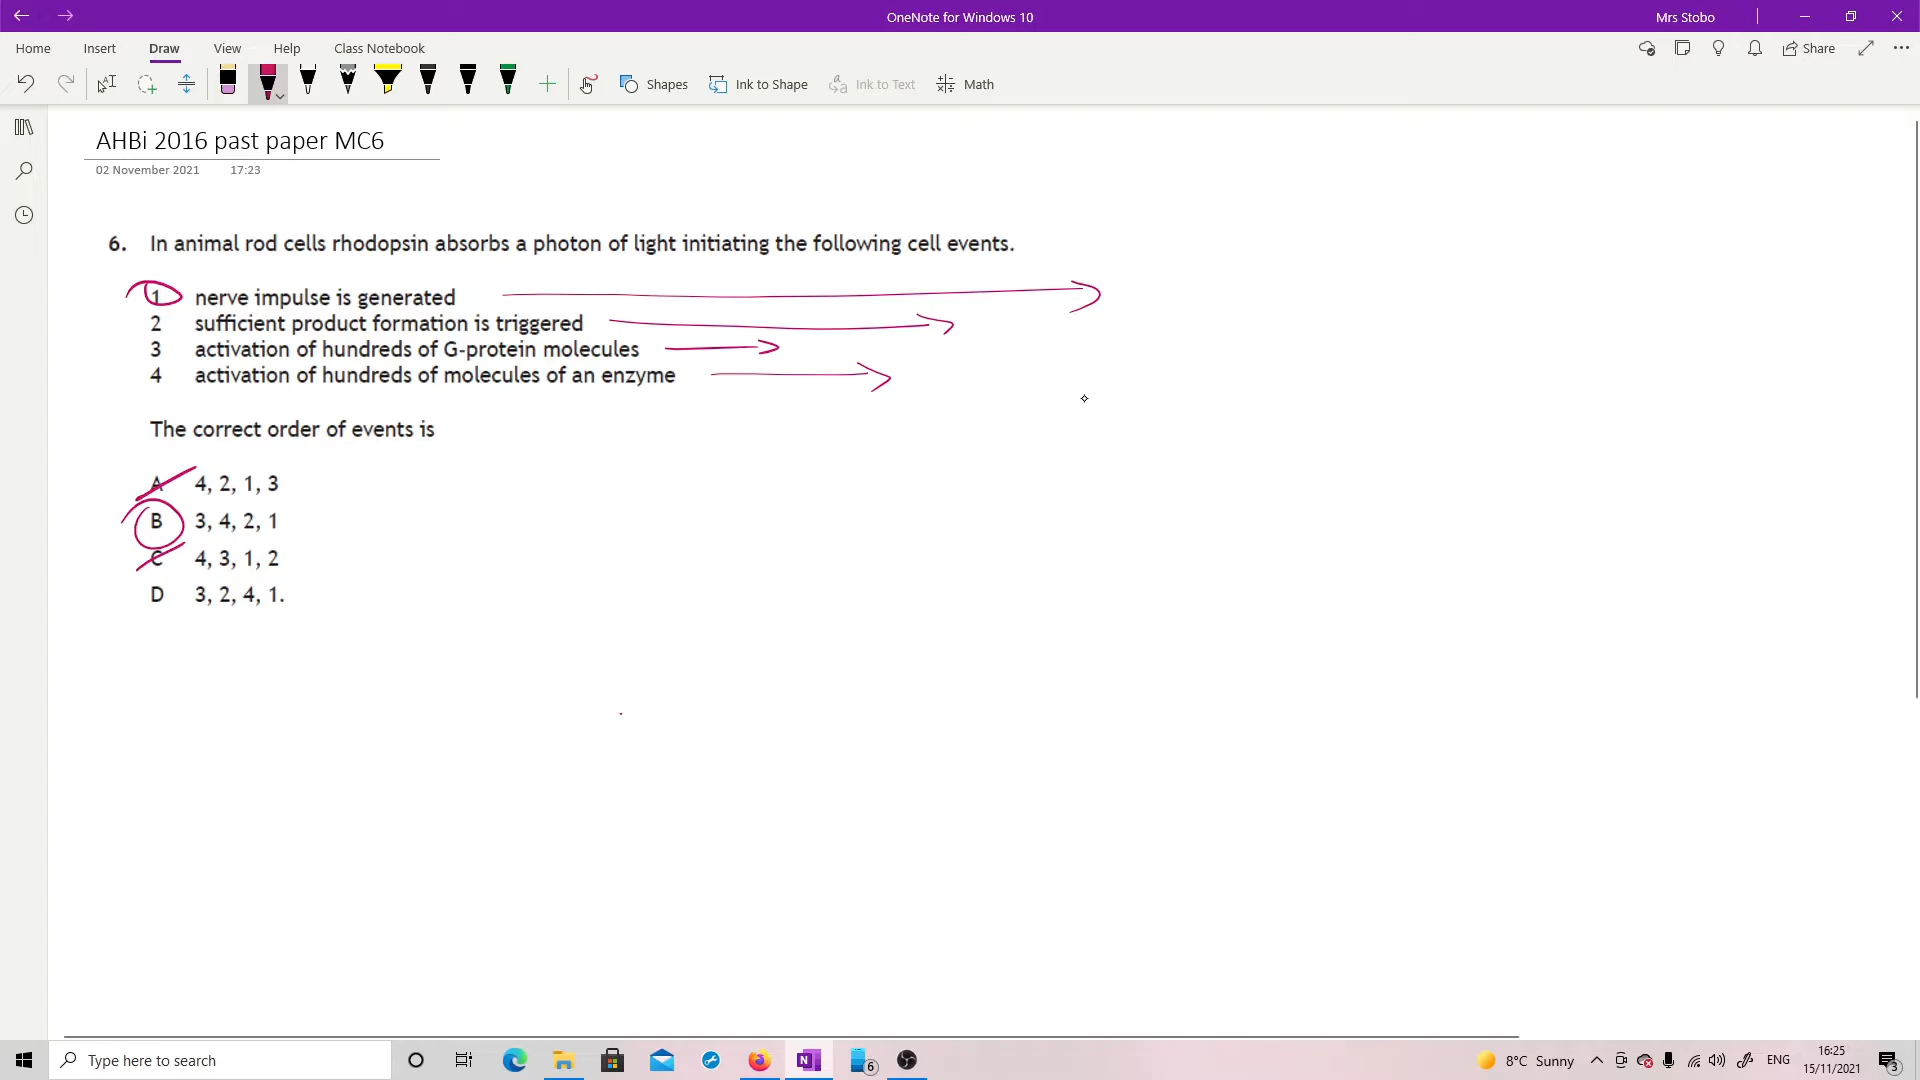 OneNote for Windows 10
Mrs Stobo
Home Insert Draw View Help Class Notebook
Share
Shapes Ink to Shape Ink to Text Math
AHBi 2016 past paper MC6
02 November 2021 17:23
6. In animal rod cells rhodopsin absorbs a photon of light initiating the following cell events.
1 nerve impulse is generated
2 sufficient product formation is triggered
3 activation of hundreds of G-protein molecules
4 activation of hundreds of molecules of an enzyme
The correct order of events is
A 4, 2, 1, 3
B 3, 4, 2, 1
C 4, 3, 1, 2
D 3, 2, 4, 1.
Type here to search
6
8°C Sunny
ENG
16:25
15/11/2021
3